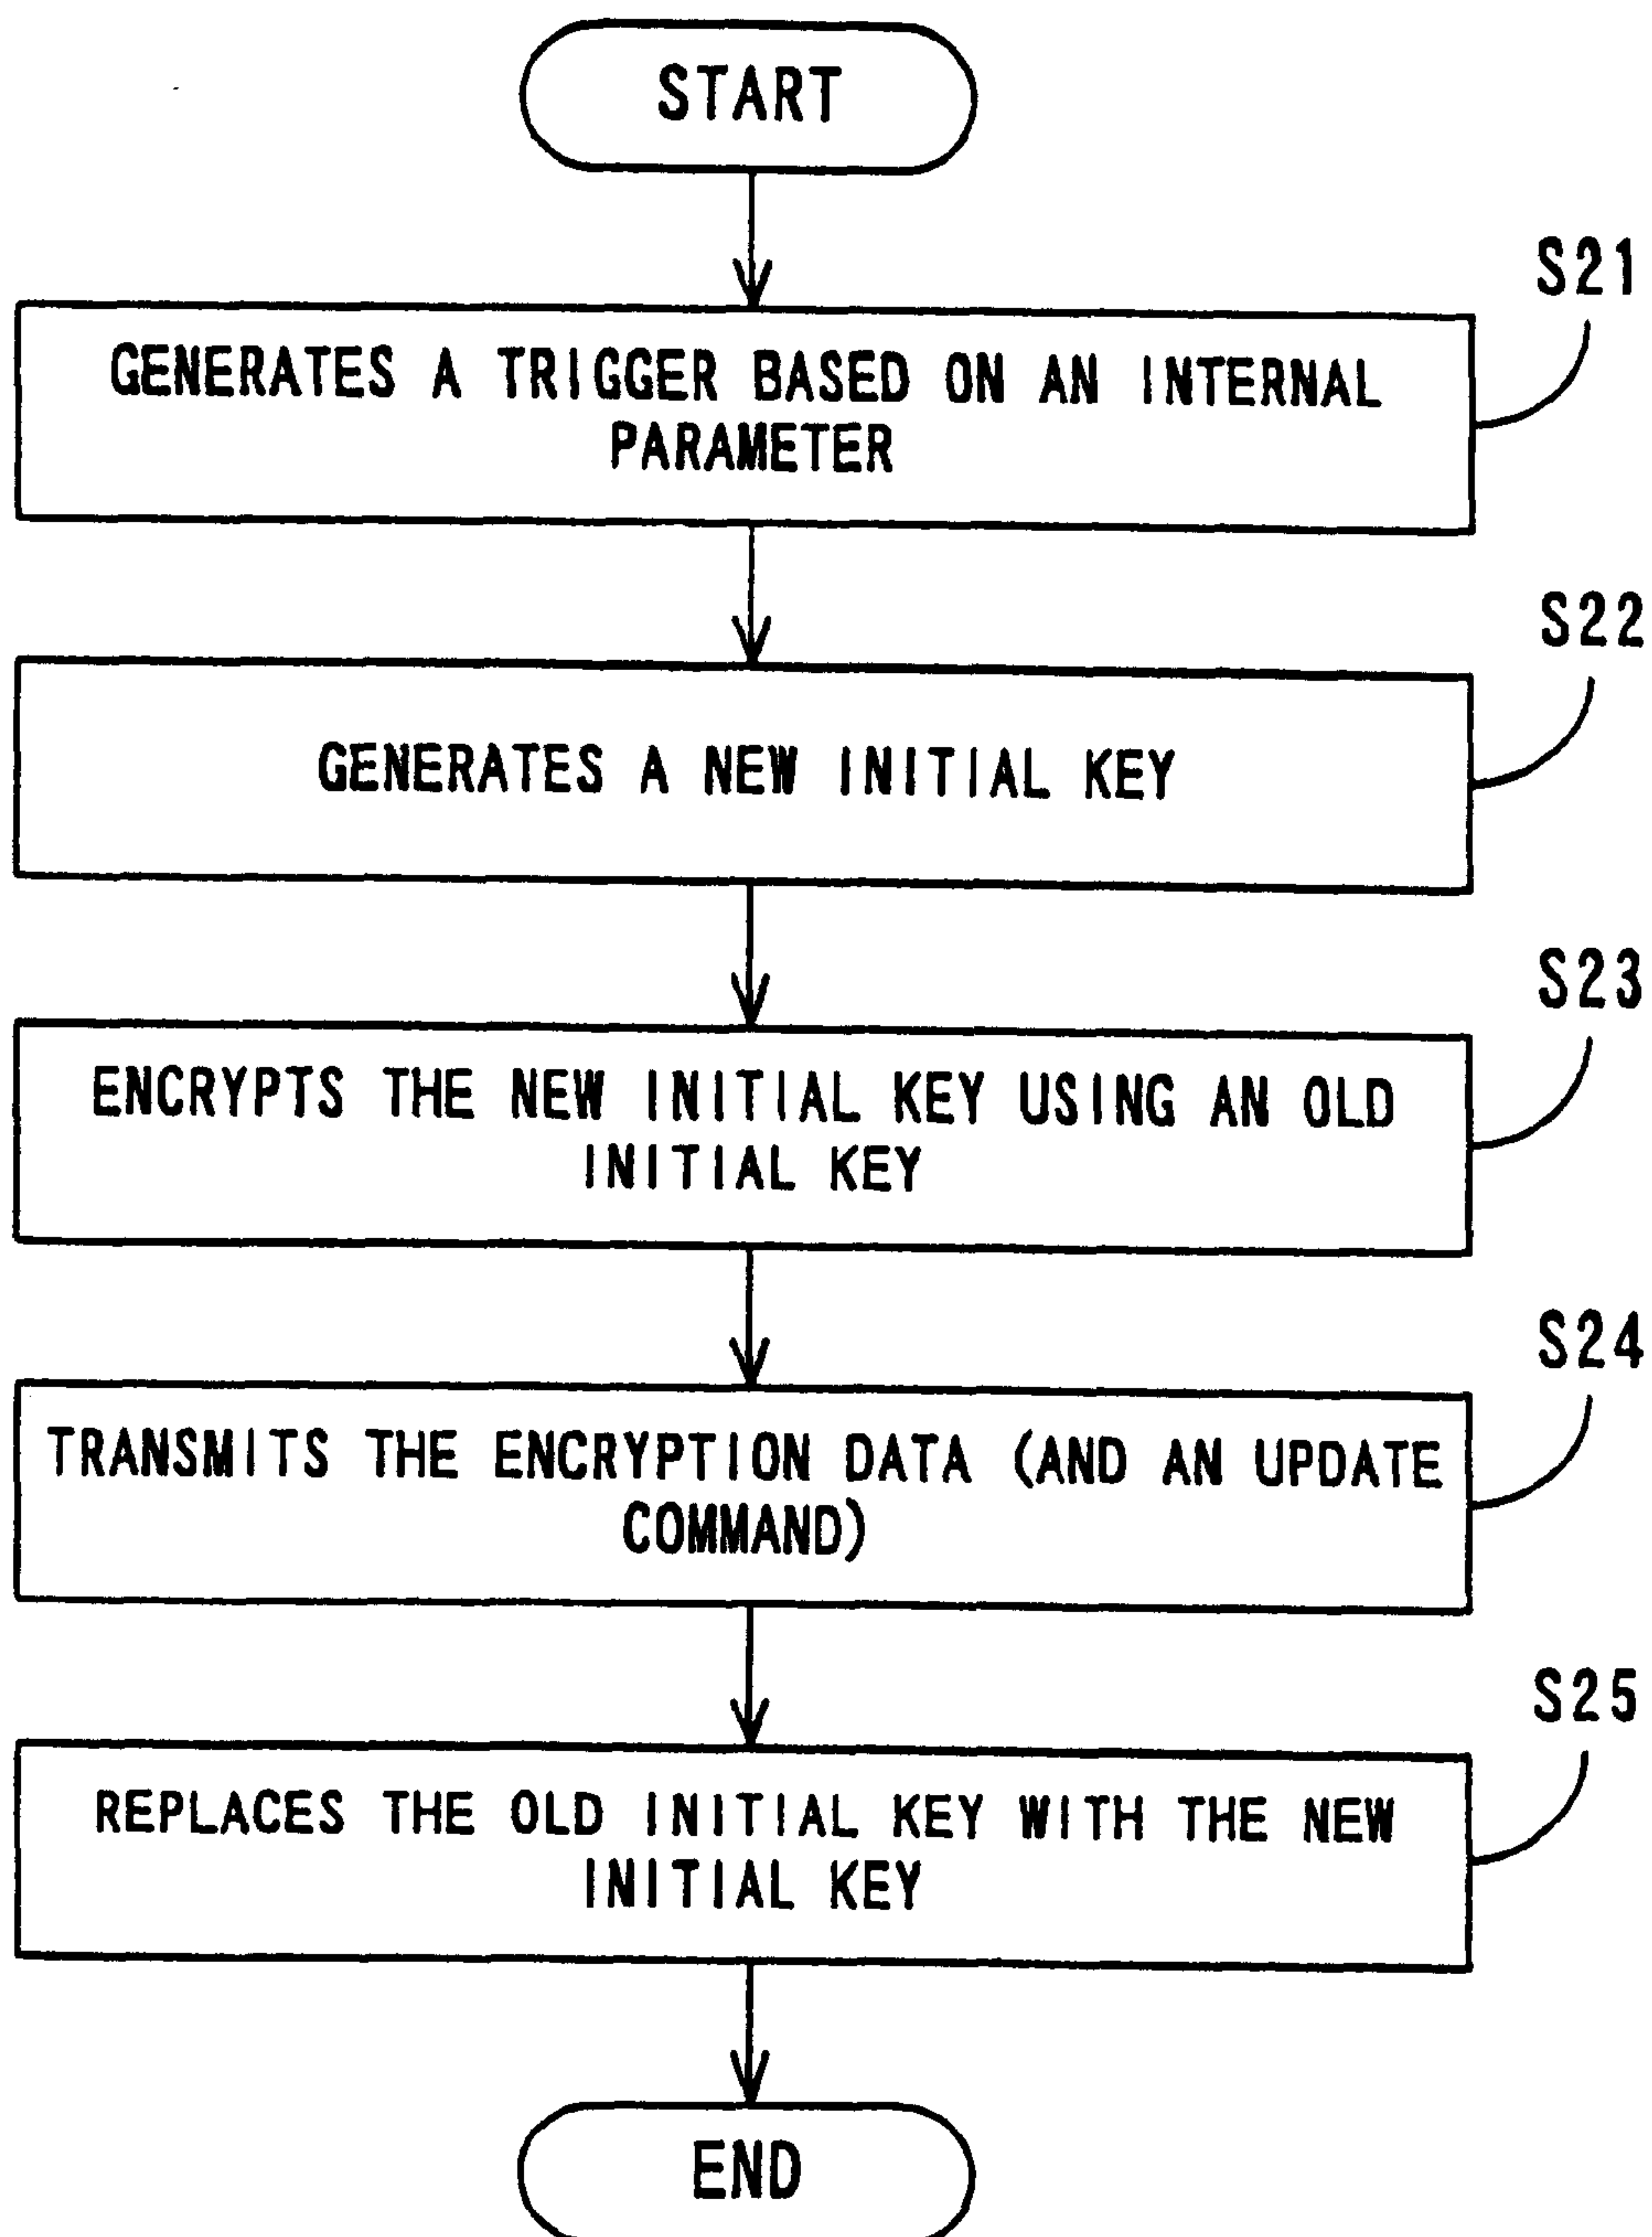 START
S21
GENERATES A TRIGGER BASED ON AN INTERNAL
PARAMETER
S22
GENERATES A NEW INITIAL KEY
S23
ENCRYPTS THE NEW INITIAL KEY USING AN OLD
INITIAL KEY
S24
TRANSMITS THE ENCRYPTION DATA (AND AN UPDATE
COMMAND)
S25
REPLACES THE OLD INITIAL KEY WITH THE NEW
INITIAL KEY
END